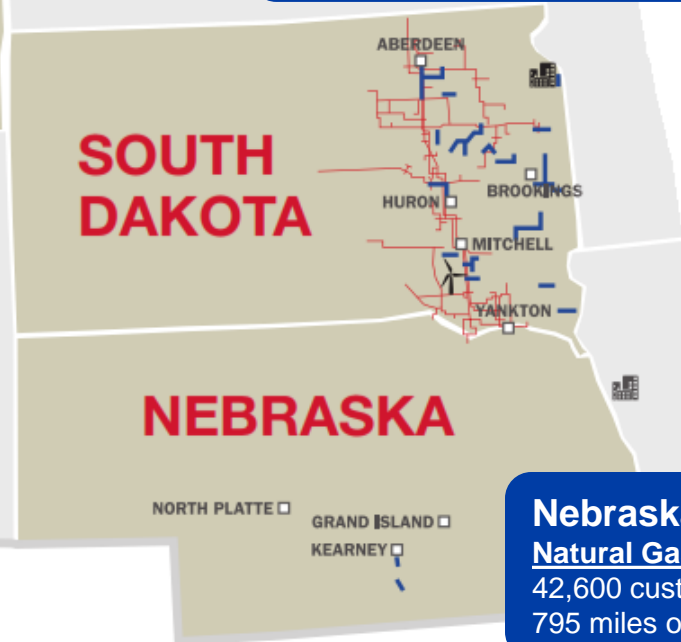 ABERDEEN
SOUTH
DAKOTA
BROOKINGS
HURON
MITCHELL
YANKTON
NEBRASKA
NORTH PLATTE
GRAND ISLAND
KEARNEY
Nebraska
Natural Ga
42,600 cust
795 miles o